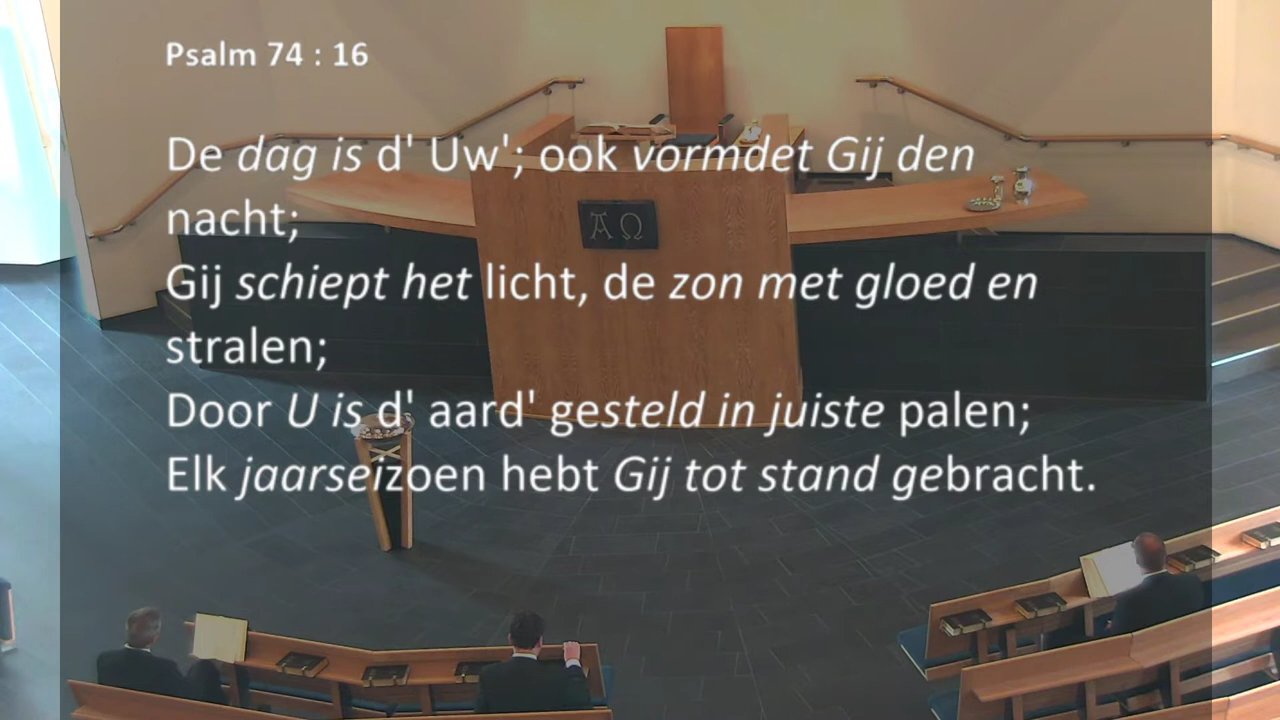 Psalm 74 : 16
De dag is d' Uw'; ook vormdet Gij den
nacht;
Gij schiept het licht, de zon met gloed en
stralen;
Door U is d' aard' gesteld in juiste palen;
Elk jaarseizoen hebt Gij tot stand gebracht.
Α Ω